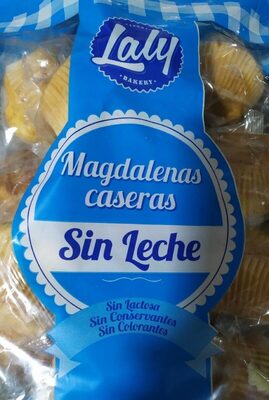 Laly
BAKERY
Magdalenas
caseras
Sin Leche
Sin Lactosa
Sin Conservantes
Sin Colorantes